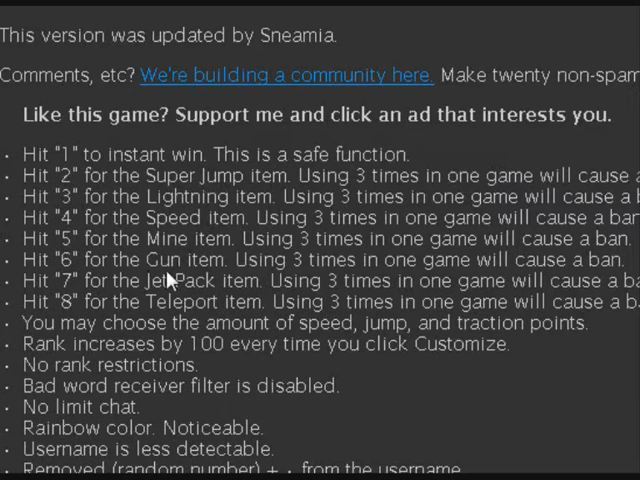 This version was updated by Sneamia.
Comments, etc? We're building a community here. Make twenty non-spam
Like this game? Support me and click an ad that interests you.
· Hit "1" to instant win. This is a safe function.
· Hit "2" for the Super Jump item. Using 3 times in one game will cause a
· Hit "3" for the Lightning item. Using 3 times in one game will cause a b
· Hit "4" for the Speed item. Using 3 times in one game will cause a ban
· Hit "5" for the Mine item. Using 3 times in one game will cause a ban.
· Hit "6" for the Gun item. Using 3 times in one game will cause a ban.
· Hit "7" for the Jet Pack item. Using 3 times in one game will cause a ba
· Hit "8" for the Teleport item. Using 3 times in one game will cause a b
· You may choose the amount of speed, jump, and traction points.
· Rank increases by 100 every time you click Customize.
· No rank restrictions.
· Bad word receiver filter is disabled.
· No limit chat.
· Rainbow color. Noticeable.
· Username is less detectable.
· Removed (random number) + · from the username